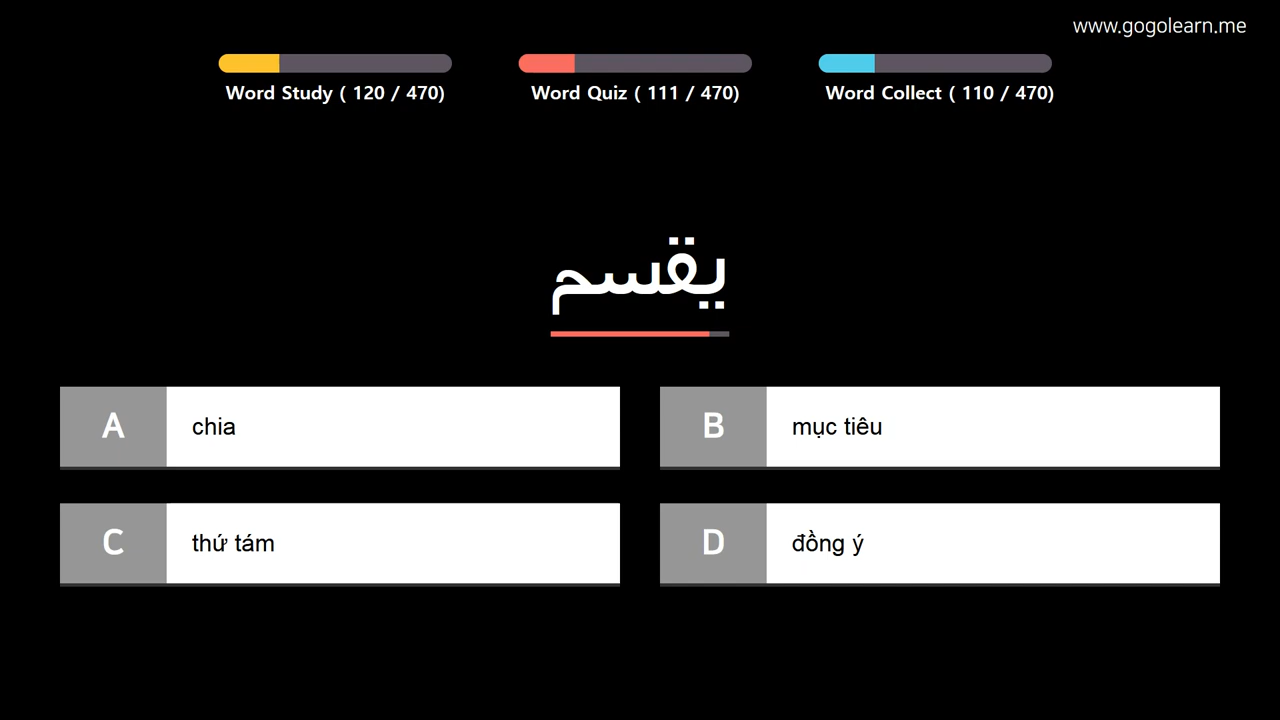 www.gogolearn.me
Word Study ( 120 / 470)
Word Quiz ( 111 / 470)
Word Collect ( 110 / 470)
يقسم
A chia
B mục tiêu
C thứ tám
D đồng ý